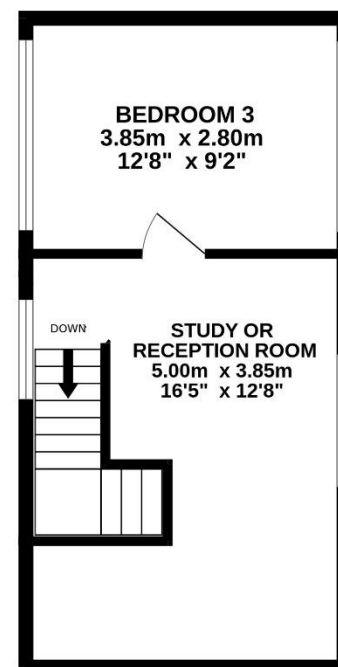 BEDROOM 3
3.85m x 2.80m
12'8" x 9'2"
DOWN
STUDY OR
RECEPTION ROOM
5.00m x 3.85m
16'5" x 12'8"